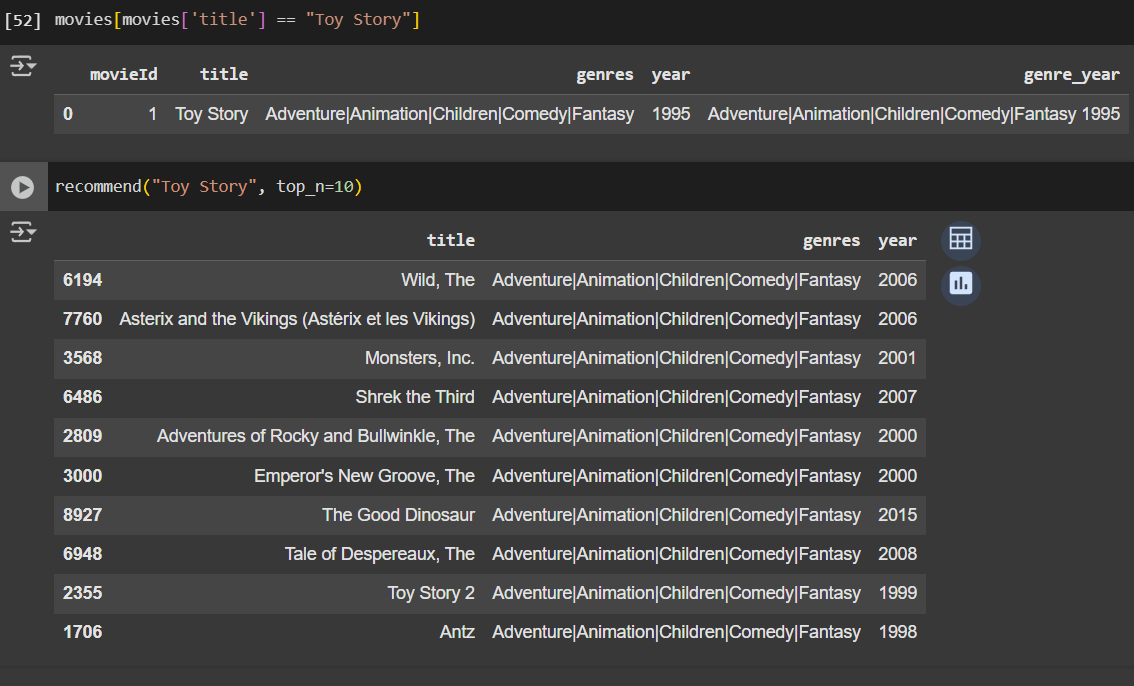 [52] movies[movies['title'] == "Toy Story"]
movieId title genres year genre_year
0 1 Toy Story Adventure|Animation|Children|Comedy|Fantasy 1995 Adventure|Animation|Children|Comedy|Fantasy 1995
recommend("Toy Story", top_n=10)
title genres year
6194 Wild, The Adventure|Animation|Children|Comedy|Fantasy 2006
7760 Asterix and the Vikings (Astérix et les Vikings) Adventure|Animation|Children|Comedy|Fantasy 2006
3568 Monsters, Inc. Adventure|Animation|Children|Comedy|Fantasy 2001
6486 Shrek the Third Adventure|Animation|Children|Comedy|Fantasy 2007
2809 Adventures of Rocky and Bullwinkle, The Adventure|Animation|Children|Comedy|Fantasy 2000
3000 Emperor's New Groove, The Adventure|Animation|Children|Comedy|Fantasy 2000
8927 The Good Dinosaur Adventure|Animation|Children|Comedy|Fantasy 2015
6948 Tale of Despereaux, The Adventure|Animation|Children|Comedy|Fantasy 2008
2355 Toy Story 2 Adventure|Animation|Children|Comedy|Fantasy 1999
1706 Antz Adventure|Animation|Children|Comedy|Fantasy 1998